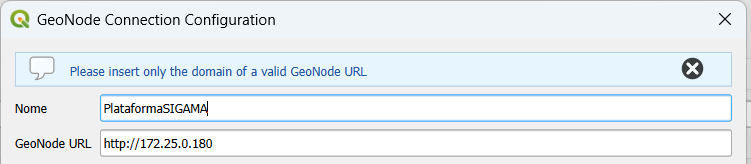 GeoNode Connection Configuration
Please insert only the domain of a valid GeoNode URL
Nome PlataformaSIGAMA
GeoNode URL http://172.25.0.180